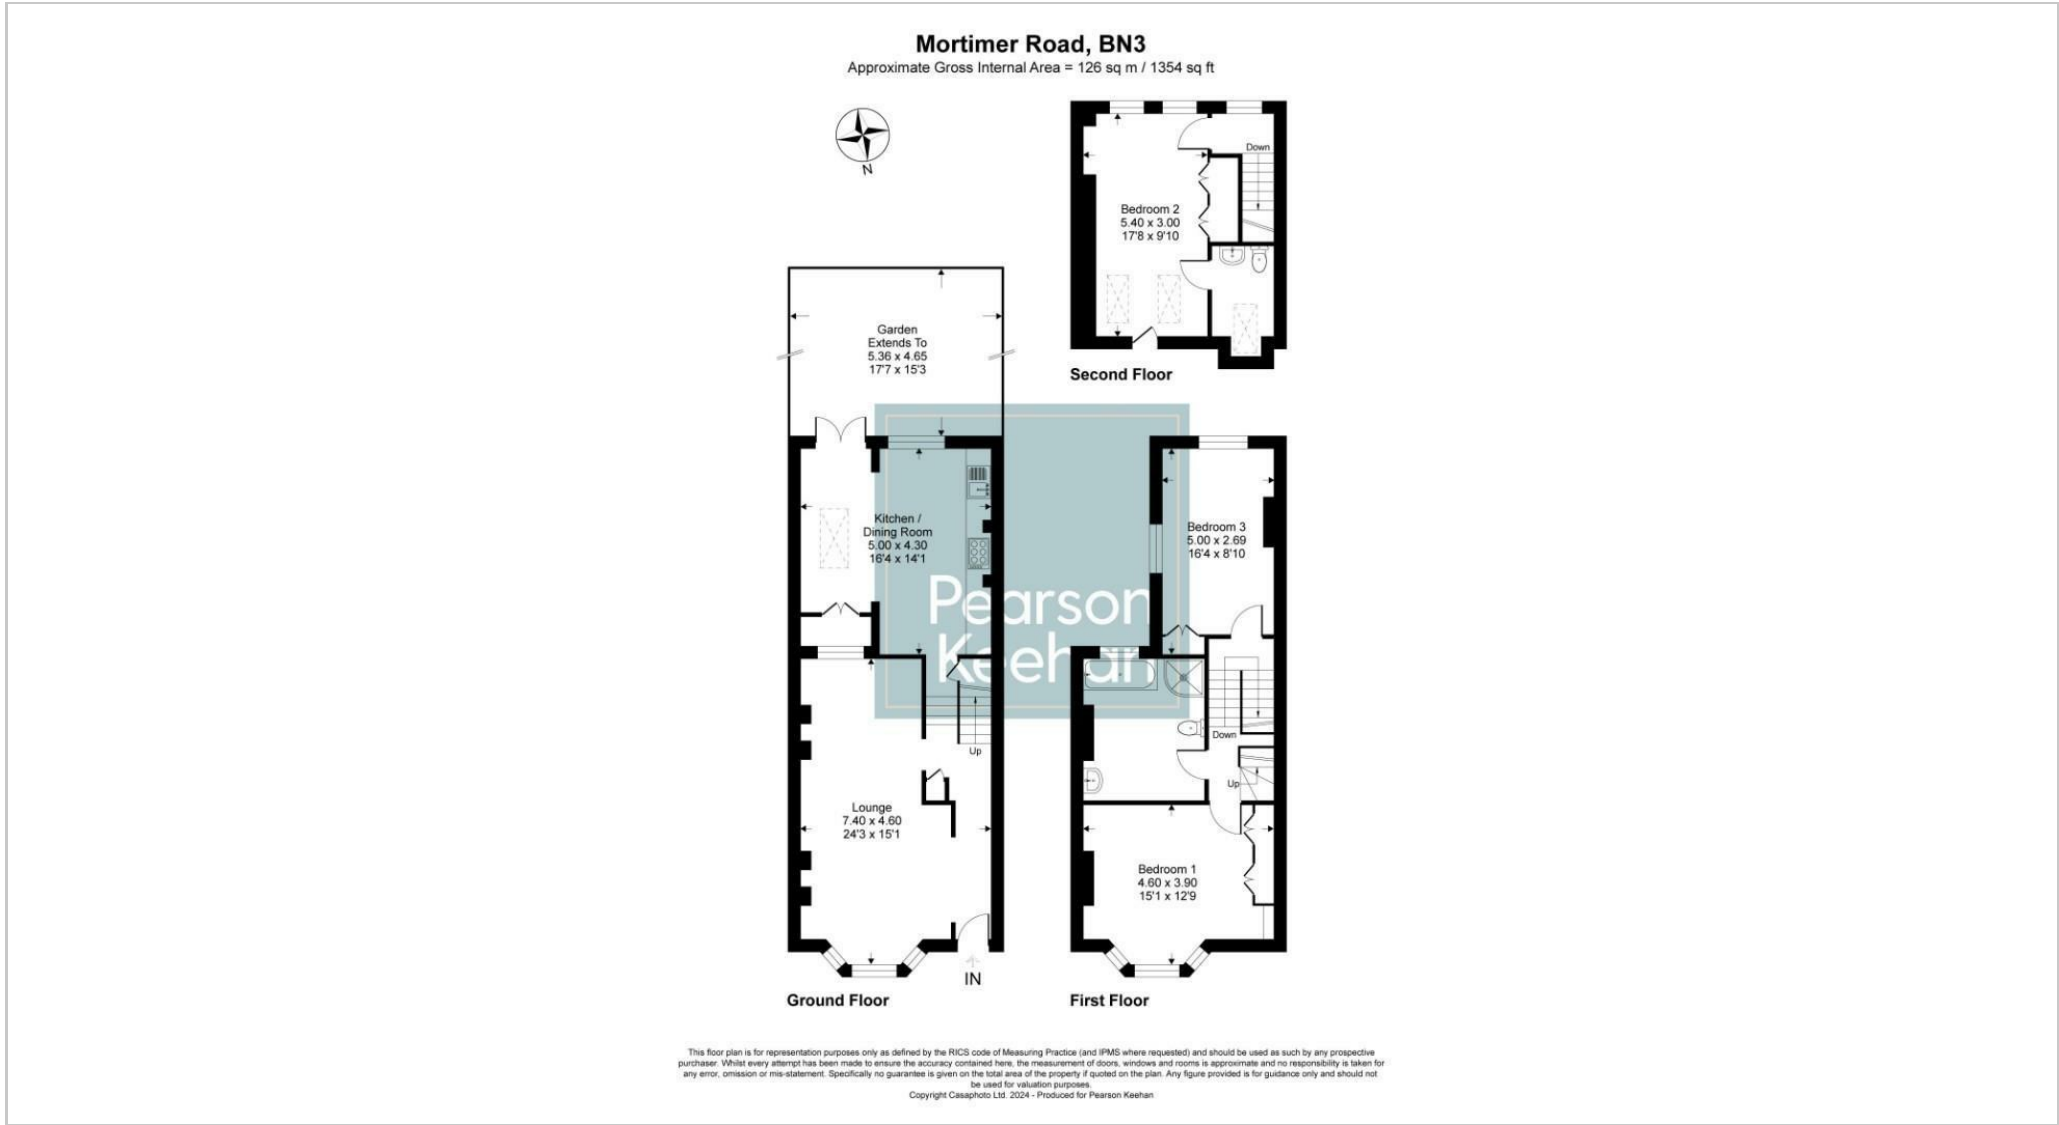 Mortimer Road, BN3
Approximate Gross Internal Area = 126 sq m / 1354 sq ft
N
Down
Bedroom 2
5.40 x 3.00
17'8 x 9'10
Second Floor
Garden
Extends To
5.36 x 4.65
17'7 x 15'3
Kitchen /
Dining Room
5.00 x 4.30
16'4 x 14'1
Bedroom 3
5.00 x 2.69
16'4 x 8'10
Pearson
Keehan
Up
Down
Up
Lounge
7.40 x 4.60
24'3 x 15'1
Bedroom 1
4.60 x 3.90
15'1 x 12'9
IN
Ground Floor
First Floor
This floor plan is for representation purposes only as defined by the RICS code of Measuring Practice (and IPMS where requested) and should be used as such by any prospective
purchaser. Whilst every attempt has been made to ensure the accuracy contained here, the measurement of doors, windows and rooms is approximate and no responsibility is taken for
any error, omission or mis-statement. Specifically no guarantee is given on the total area of the property if quoted on the plan. Any figure provided is for guidance only and should not
be used for valuation purposes.
Copyright Casaphoto Ltd. 2024 - Produced for Pearson Keehan